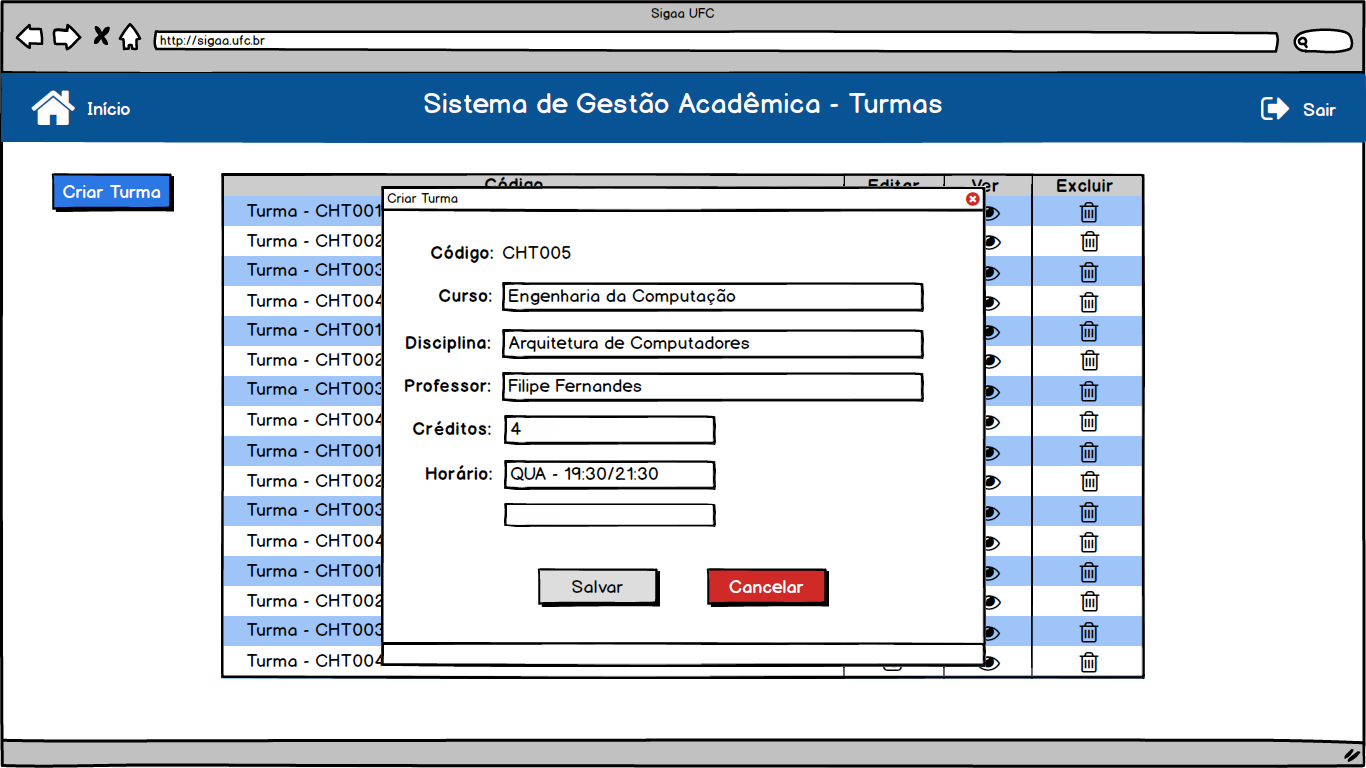 Sigaa UFC
http://sigaa.ufc.br
Início
Sistema de Gestão Acadêmica - Turmas
Sair
Criar Turma
Código Editar Ver Excluir
Criar Turma
Turma - CHT001
Turma - CHT002
Turma - CHT003
Turma - CHT004
Turma - CHT001
Turma - CHT002
Turma - CHT003
Turma - CHT004
Turma - CHT001
Turma - CHT002
Turma - CHT003
Turma - CHT004
Turma - CHT001
Turma - CHT002
Turma - CHT003
Turma - CHT004
Código: CHT005
Curso: Engenharia da Computação
Disciplina: Arquitetura de Computadores
Professor: Filipe Fernandes
Créditos: 4
Horário: QUA - 19:30/21:30
Salvar Cancelar